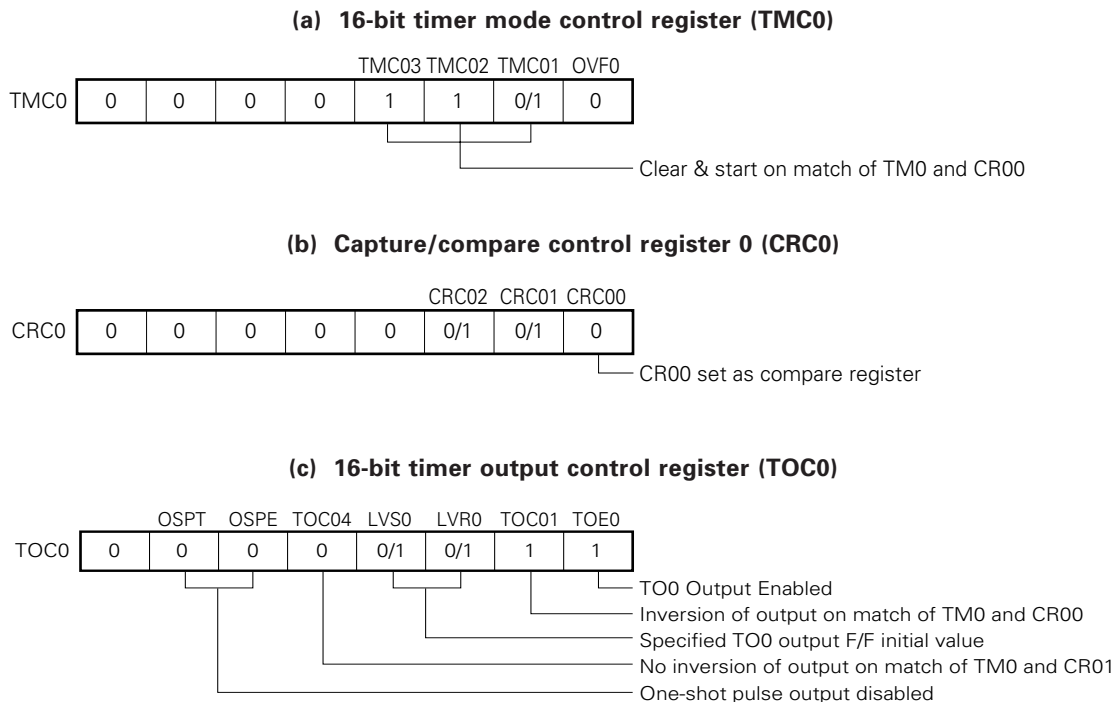 (a) 16-bit timer mode control register (TMC0)
TMC03 TMC02 TMC01 OVF0
TMC0 0 0 0 0 1 1 0/1 0
Clear & start on match of TM0 and CR00
(b) Capture/compare control register 0 (CRC0)
CRC02 CRC01 CRC00
CRC0 0 0 0 0 0 0/1 0/1 0
CR00 set as compare register
(c) 16-bit timer output control register (TOC0)
OSPT OSPE TOC04 LVS0 LVR0 TOC01 TOE0
TOC0 0 0 0 0 0/1 0/1 1 1
TO0 Output Enabled
Inversion of output on match of TM0 and CR00
Specified TO0 output F/F initial value
No inversion of output on match of TM0 and CR01
One-shot pulse output disabled